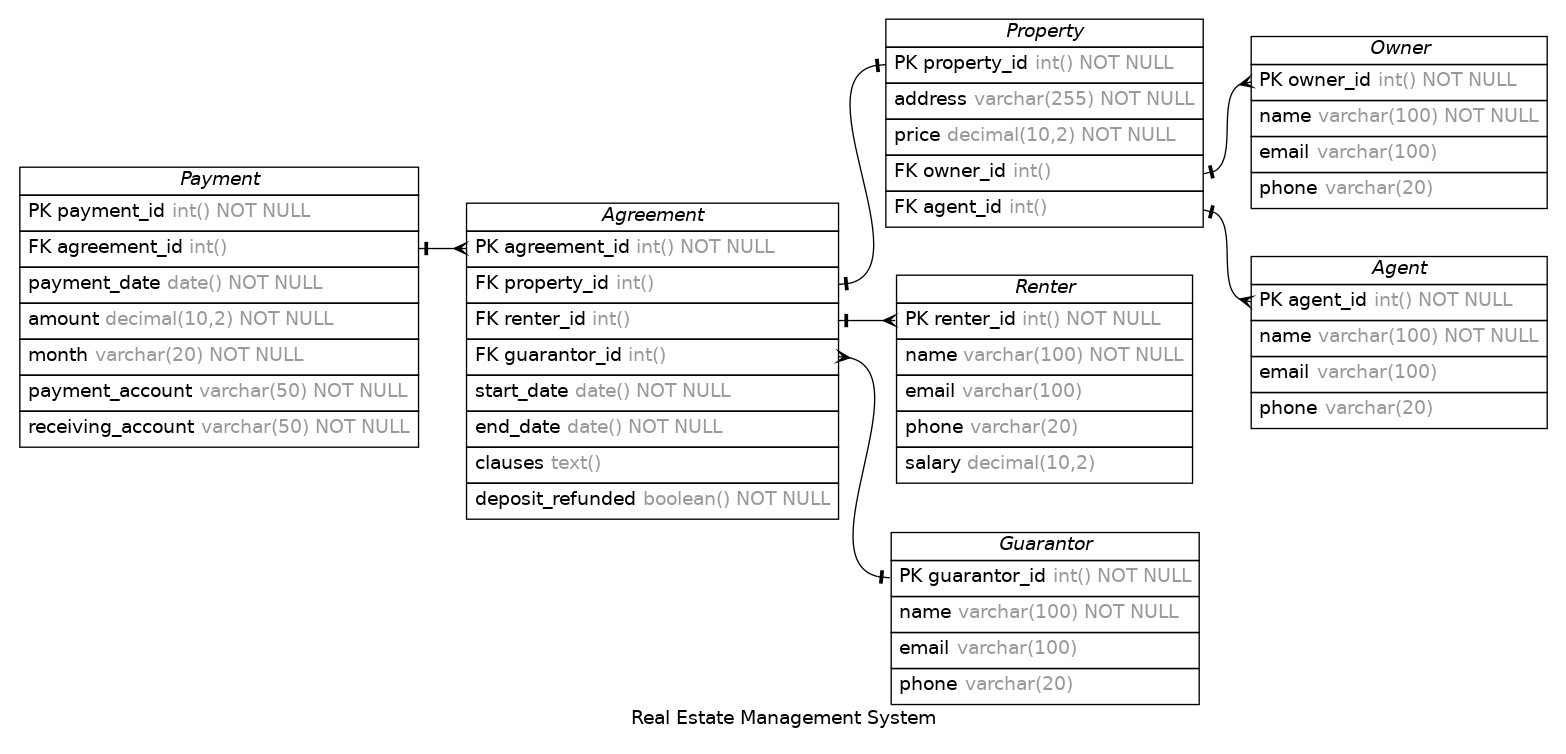 Payment
PK payment_id int() NOT NULL
FK agreement_id int()
payment_date date() NOT NULL
amount decimal(10,2) NOT NULL
month varchar(20) NOT NULL
payment_account varchar(50) NOT NULL
receiving_account varchar(50) NOT NULL
Agreement
PK agreement_id int() NOT NULL
FK property_id int()
FK renter_id int()
FK guarantor_id int()
start_date date() NOT NULL
end_date date() NOT NULL
clauses text()
deposit_refunded boolean() NOT NULL
Property
PK property_id int() NOT NULL
address varchar(255) NOT NULL
price decimal(10,2) NOT NULL
FK owner_id int()
FK agent_id int()
Renter
PK renter_id int() NOT NULL
name varchar(100) NOT NULL
email varchar(100)
phone varchar(20)
salary decimal(10,2)
Guarantor
PK guarantor_id int() NOT NULL
name varchar(100) NOT NULL
email varchar(100)
phone varchar(20)
Owner
PK owner_id int() NOT NULL
name varchar(100) NOT NULL
email varchar(100)
phone varchar(20)
Agent
PK agent_id int() NOT NULL
name varchar(100) NOT NULL
email varchar(100)
phone varchar(20)
Real Estate Management System